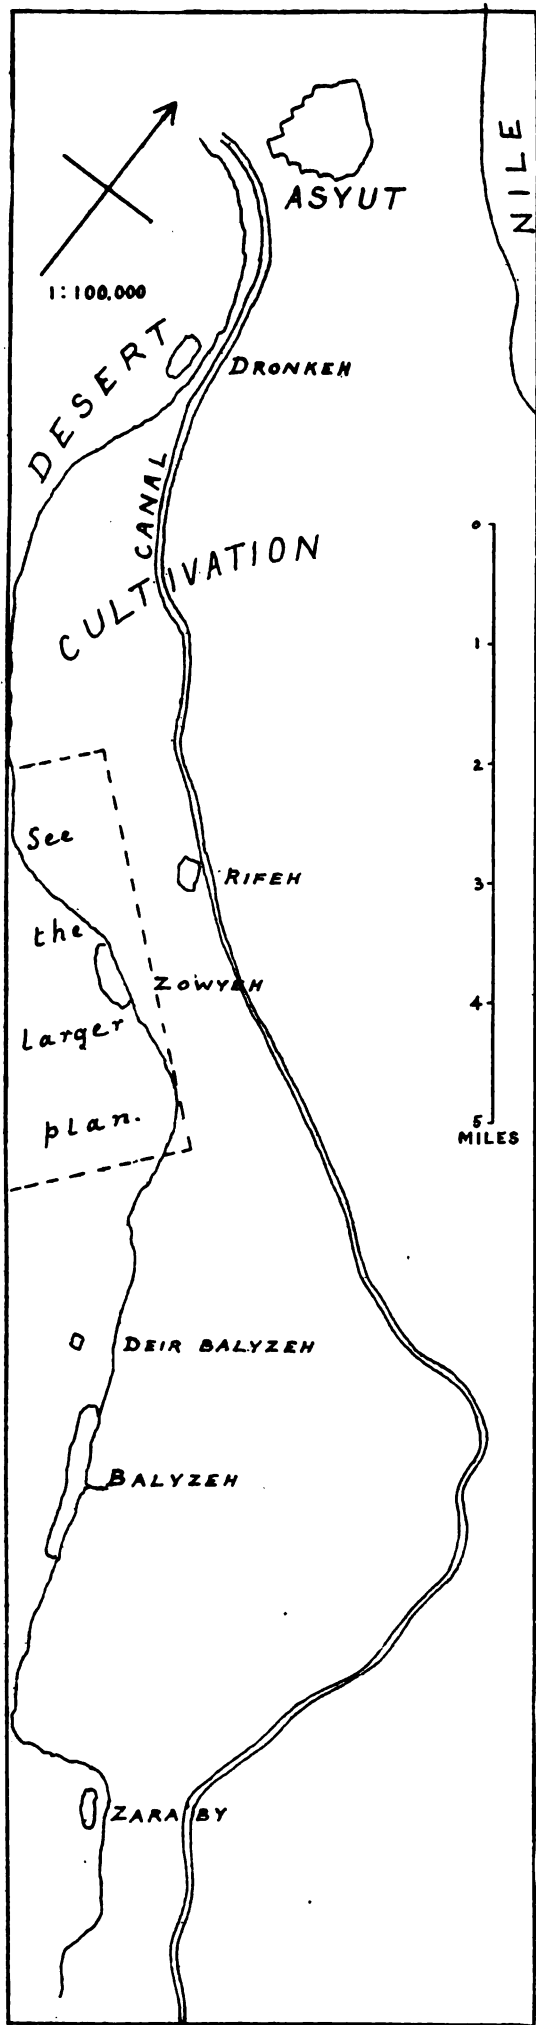 NILE
ASYUT
1:100,000
DESERT
DRONKEH
CANAL
CULTIVATION
0
1
2
See
RIFEH
3
the
ZOWYEH
4
Larger
plan.
5
MILES
DEIR BALYZEH
BALYZEH
ZARABY